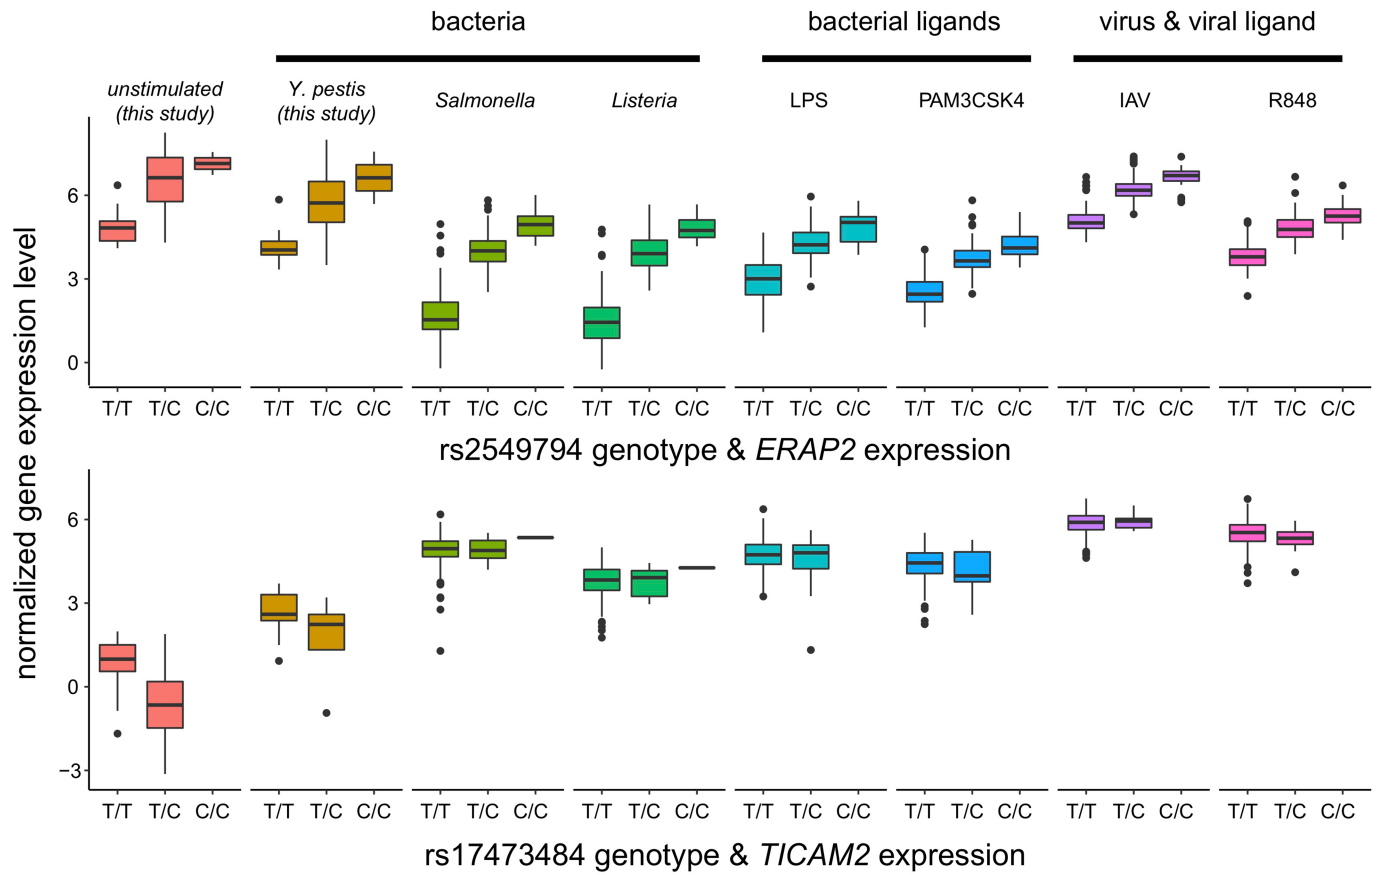 bacteria
bacterial ligands
virus & viral ligand
unstimulated
(this study)
Y. pestis
(this study)
Salmonella
Listeria
LPS
PAM3CSK4
IAV
R848
normalized gene expression level
6
3
0
T/T T/C C/C T/T T/C C/C T/T T/C C/C T/T T/C C/C T/T T/C C/C T/T T/C C/C T/T T/C C/C T/T T/C C/C
rs2549794 genotype & ERAP2 expression
6
3
0
−3
T/T T/C C/C T/T T/C C/C T/T T/C C/C T/T T/C C/C T/T T/C C/C T/T T/C C/C T/T T/C C/C T/T T/C C/C
rs17473484 genotype & TICAM2 expression